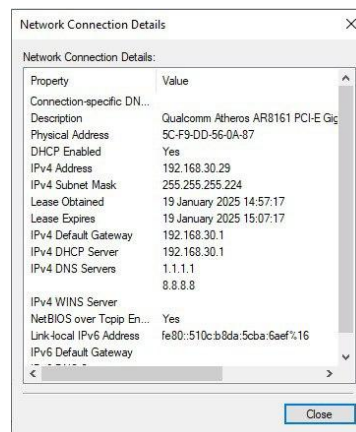 Network Connection Details
Network Connection Details:
Property Value
Connection-specific DN...
Description Qualcomm Atheros AR8161 PCI-E Gig
Physical Address 5C-F9-DD-56-0A-87
DHCP Enabled Yes
IPv4 Address 192.168.30.29
IPv4 Subnet Mask 255.255.255.224
Lease Obtained 19 January 2025 14:57:17
Lease Expires 19 January 2025 15:07:17
IPv4 Default Gateway 192.168.30.1
IPv4 DHCP Server 192.168.30.1
IPv4 DNS Servers 1.1.1.1
8.8.8.8
IPv4 WINS Server
NetBIOS over Tcpip En... Yes
Link-local IPv6 Address fe80::510c:b8da:5cba:6aef%16
IPv6 Default Gateway
Close